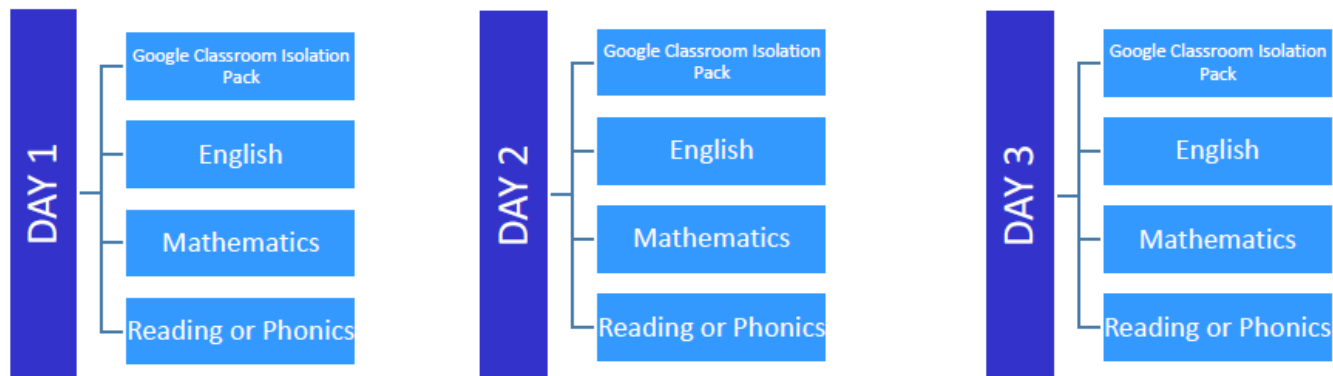 DAY 1
Google Classroom Isolation
Pack
English
Mathematics
Reading or Phonics
DAY 2
Google Classroom Isolation
Pack
English
Mathematics
Reading or Phonics
DAY 3
Google Classroom Isolation
Pack
English
Mathematics
Reading or Phonics